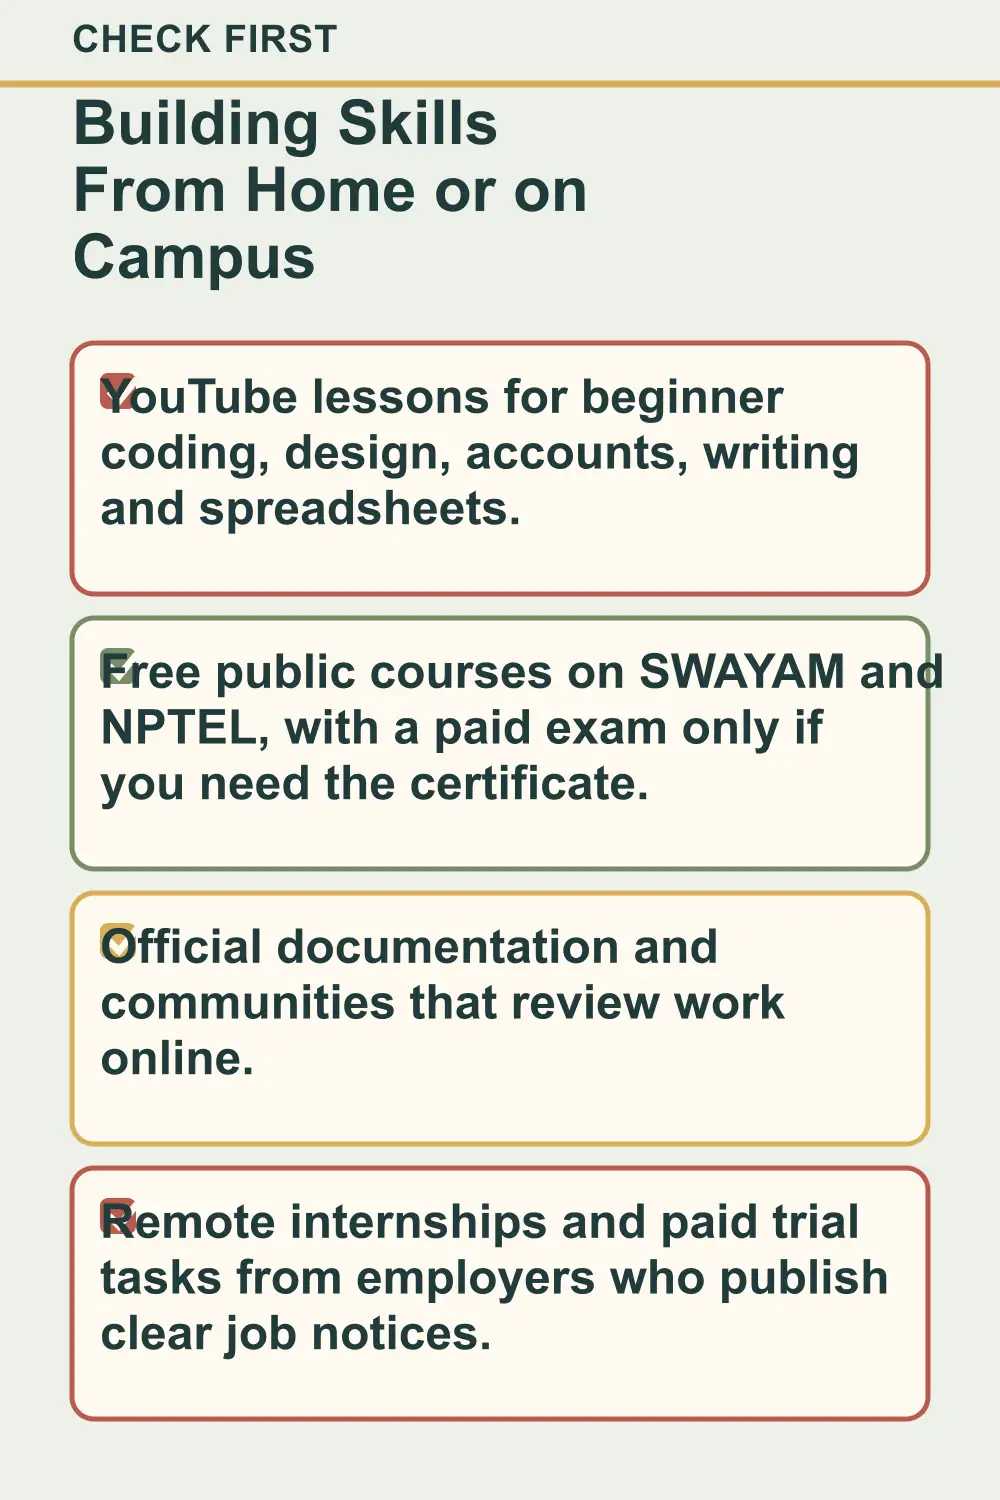 CHECK FIRST
Building Skills
From Home or on
Campus
YouTube lessons for beginner
coding, design, accounts, writing
and spreadsheets.
Free public courses on SWAYAM and
NPTEL, with a paid exam only if
you need the certificate.
Official documentation and
communities that review work
online.
Remote internships and paid trial
tasks from employers who publish
clear job notices.